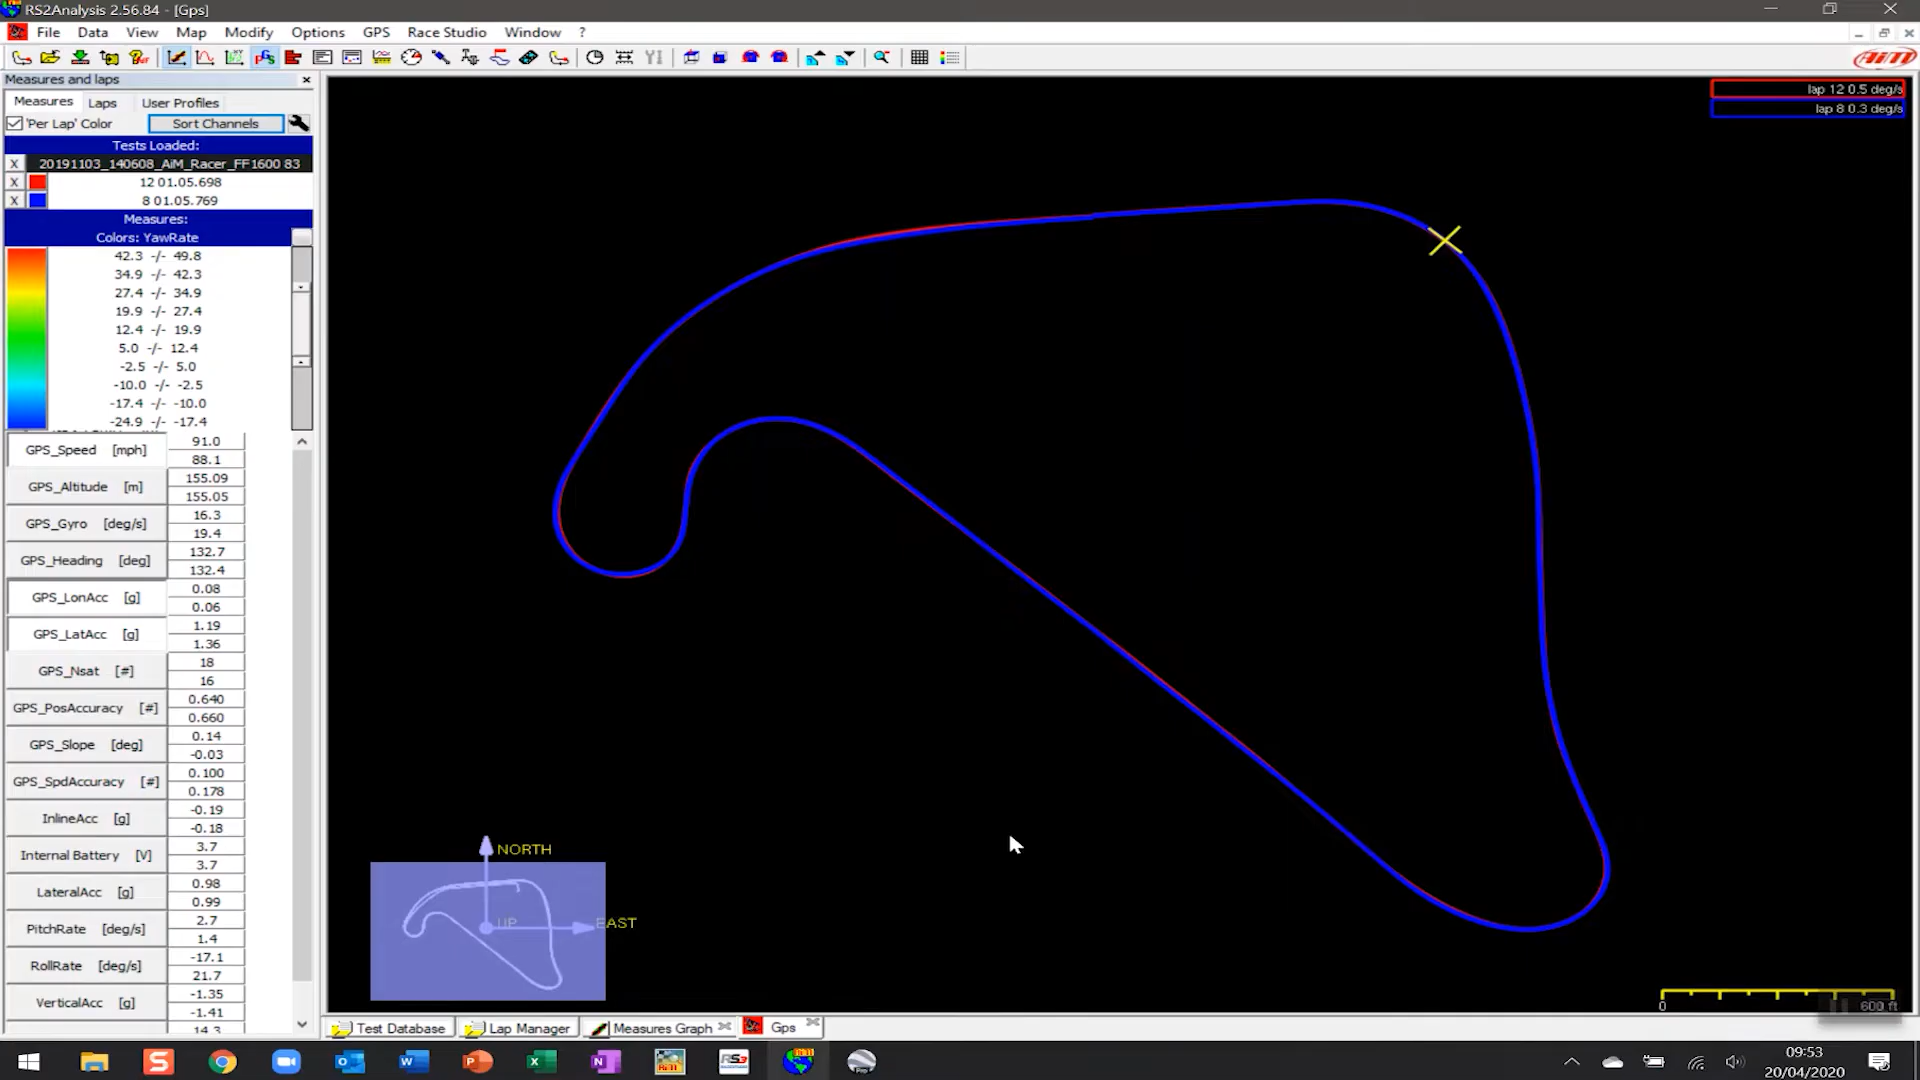 RS2Analysis 2.56.84 - [Gps]
File Data View Map Modify Options GPS Race Studio Window ?
AiM
Measures and laps
Measures Laps User Profiles
'Per Lap' Color Sort Channels
Tests Loaded:
X 20191103_140608_AiM_Racer_FF1600 83
X 12 01.05.698
X 8 01.05.769
Measures:
Colors: YawRate
42.3 -/- 49.8
34.9 -/- 42.3
27.4 -/- 34.9
19.9 -/- 27.4
12.4 -/- 19.9
5.0 -/- 12.4
-2.5 -/- 5.0
-10.0 -/- -2.5
-17.4 -/- -10.0
-24.9 -/- -17.4
GPS_Speed [mph] 91.0
88.1
GPS_Altitude [m] 155.09
155.05
GPS_Gyro [deg/s] 16.3
19.4
GPS_Heading [deg] 132.7
132.4
GPS_LonAcc [g] 0.08
0.06
GPS_LatAcc [g] 1.19
1.36
GPS_Nsat [#] 18
16
GPS_PosAccuracy [#] 0.640
0.660
GPS_Slope [deg] 0.14
-0.03
GPS_SpdAccuracy [#] 0.100
0.178
InlineAcc [g] -0.19
-0.18
Internal Battery [V] 3.7
3.7
LateralAcc [g] 0.98
0.99
PitchRate [deg/s] 2.7
1.4
RollRate [deg/s] -17.1
21.7
VerticalAcc [g] -1.35
-1.41
14.3
lap 12 0.5 deg/s
lap 8 0.3 deg/s
NORTH
UP EAST
0 600 ft
Test Database Lap Manager Measures Graph Gps
RS3
09:53
20/04/2020